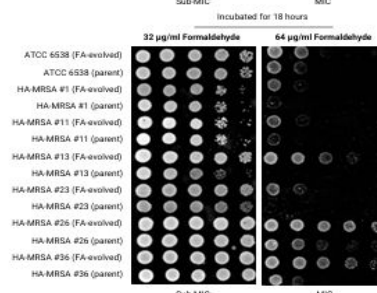 Sub-MIC MIC
Incubated for 18 hours
32 µg/ml Formaldehyde 64 µg/ml Formaldehyde
ATCC 6538 (FA-evolved)
ATCC 6538 (parent)
HA-MRSA #1 (FA-evolved)
HA-MRSA #1 (parent)
HA-MRSA #11 (FA-evolved)
HA-MRSA #11 (parent)
HA-MRSA #13 (FA-evolved)
HA-MRSA #13 (parent)
HA-MRSA #23 (FA-evolved)
HA-MRSA #23 (parent)
HA-MRSA #26 (FA-evolved)
HA-MRSA #26 (parent)
HA-MRSA #36 (FA-evolved)
HA-MRSA #36 (parent)
Sub-MIC MIC